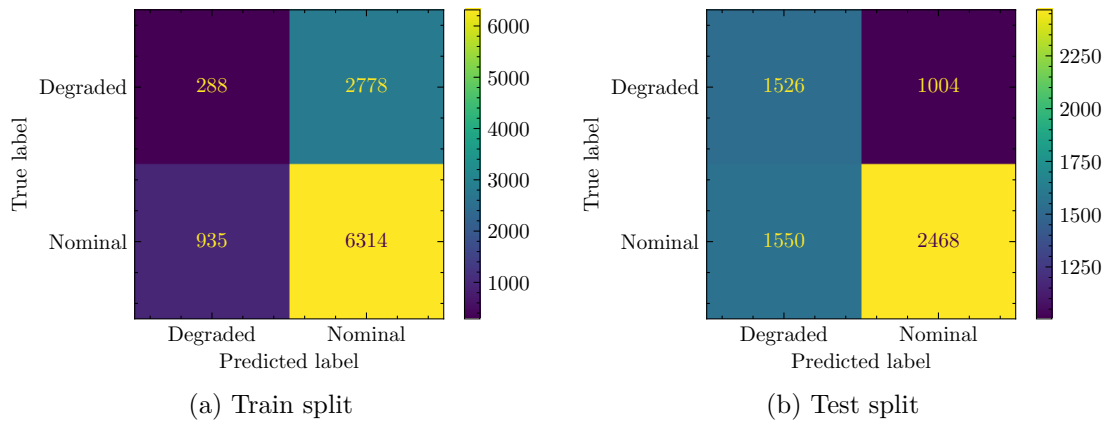 Degraded
Nominal
True label
288
2778
935
6314
Degraded
Nominal
Predicted label
6000
5000
4000
3000
2000
1000
(a) Train split
Degraded
Nominal
True label
1526
1004
1550
2468
Degraded
Nominal
Predicted label
2250
2000
1750
1500
1250
(b) Test split